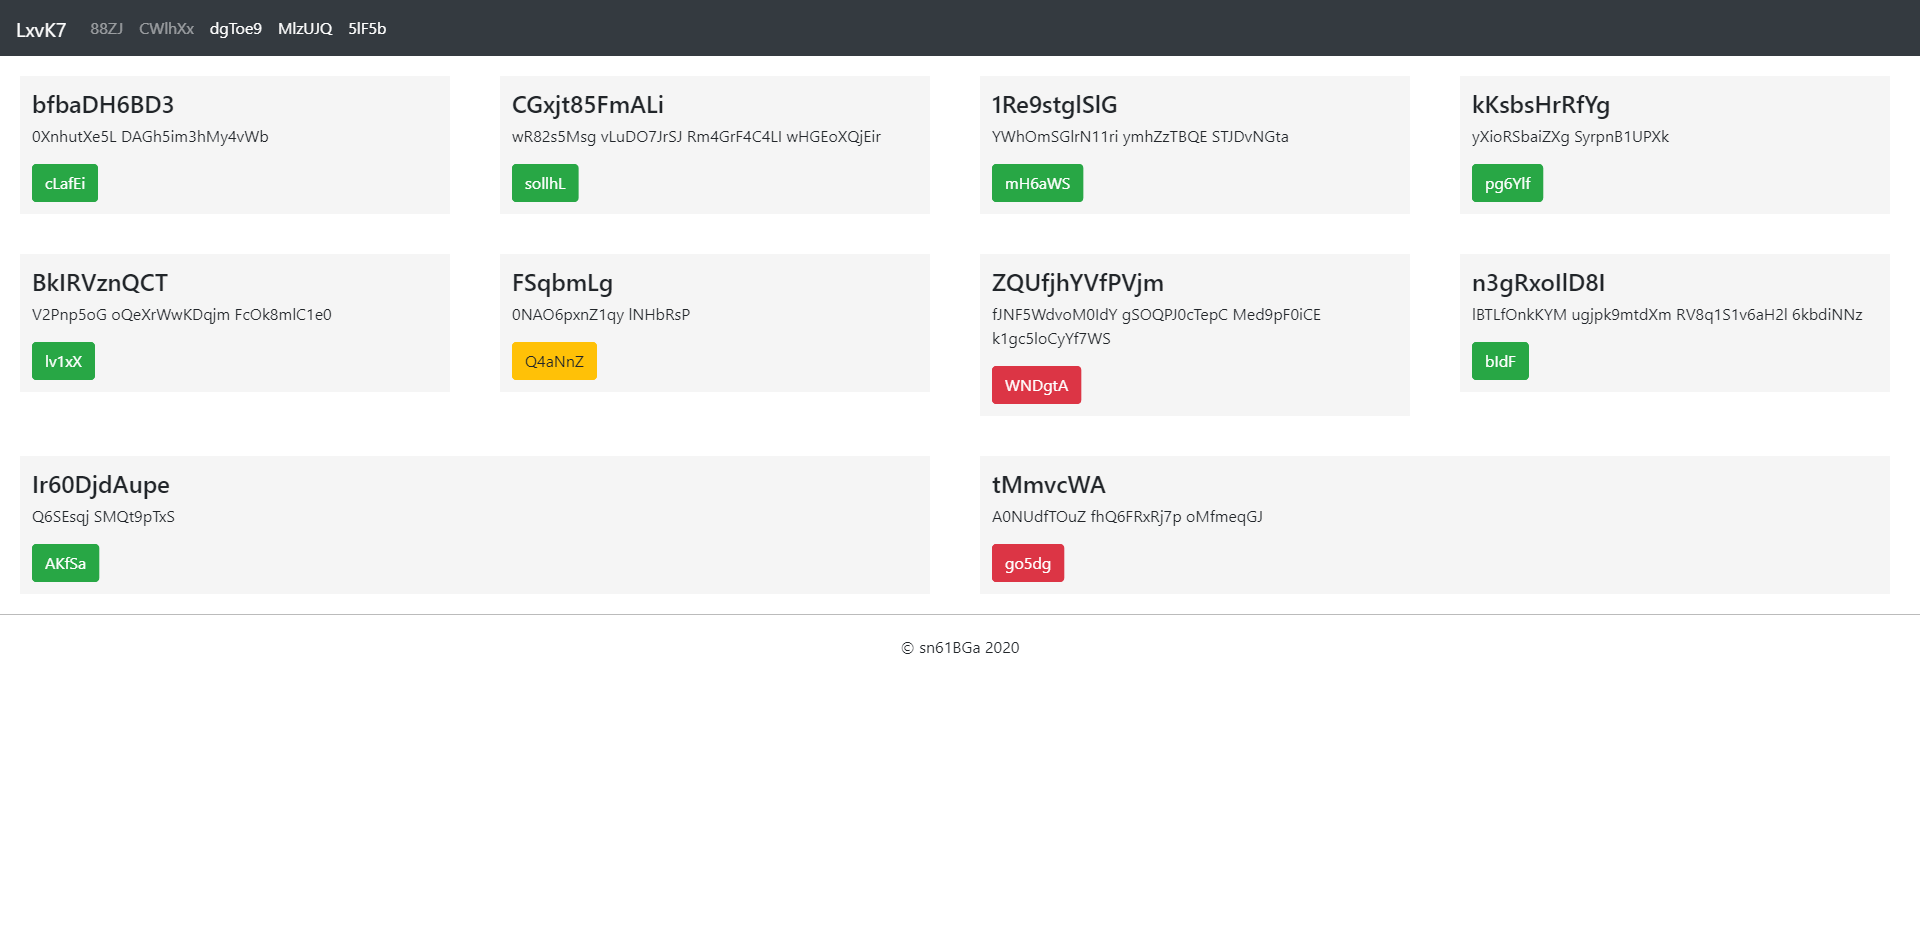 LxvK7 88ZJ CWlhXx dgToe9 MlzUJQ 5lF5b
bfbaDH6BD3
0XnhutXe5L DAGh5im3hMy4vWb
cLafEi
CGxjt85FmALi
wR82s5Msg vLuDO7JrSJ Rm4GrF4C4LI wHGEoXQjEir
sollhL
1Re9stglSlG
YWhOmSGlrN11ri ymhZzTBQE STJDvNGta
mH6aWS
kKsbsHrRfYg
yXioRSbaiZXg SyrpnB1UPXk
pg6Ylf
BkIRVznQCT
V2Pnp5oG oQeXrWwKDqjm FcOk8mlC1e0
lv1xX
FSqbmLg
0NAO6pxnZ1qy lNHbRsP
Q4aNnZ
ZQUfjhYVfPVjm
fJNF5WdvoM0IdY gSOQPJ0cTepC Med9pF0iCE
k1gc5loCyYf7WS
WNDgtA
n3gRxoIlD8I
lBTLfOnkKYM ugjpk9mtdXm RV8q1S1v6aH2l 6kbdiNNz
bIdF
Ir60DjdAupe
Q6SEsqj SMQt9pTxS
AKfSa
tMmvcWA
A0NUdfTOuZ fhQ6FRxRj7p oMfmeqGJ
go5dg
© sn61BGa 2020